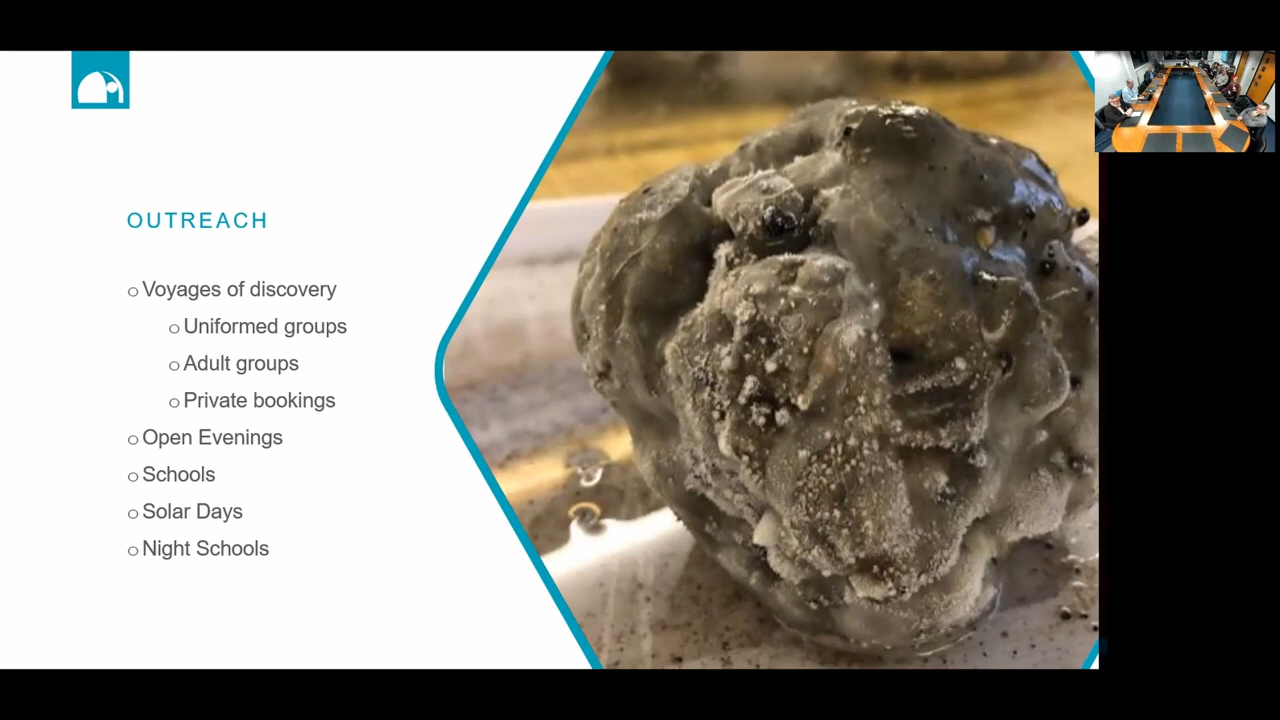 OUTREACH
Voyages of discovery
Uniformed groups
Adult groups
Private bookings
Open Evenings
Schools
Solar Days
Night Schools